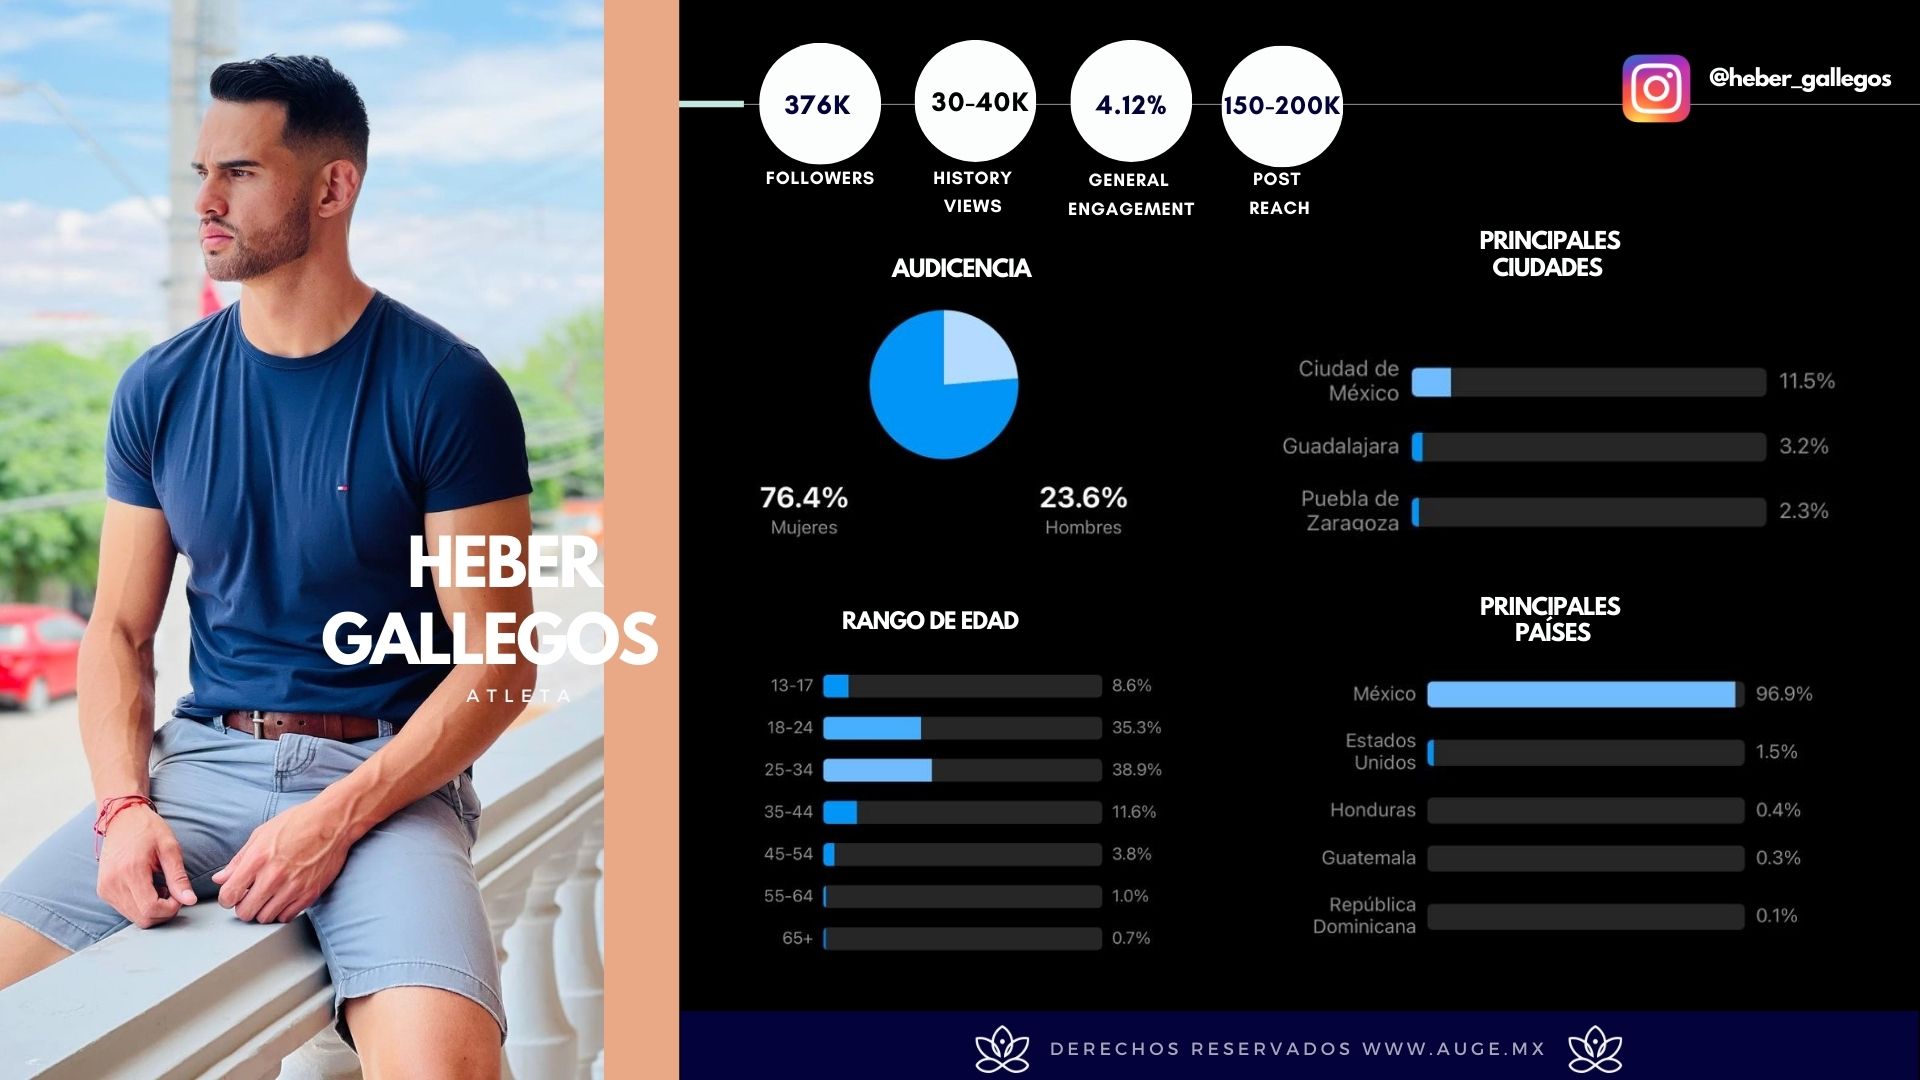 376K
30-40K
4.12%
150-200K
FOLLOWERS
HISTORY
VIEWS
GENERAL
ENGAGEMENT
POST
REACH
@heber_gallegos
HEBER
GALLEGOS
ATLETA
AUDICENCIA
76.4%
Mujeres
23.6%
Hombres
PRINCIPALES
CIUDADES
Ciudad de
México
11.5%
Guadalajara
3.2%
Puebla de
Zaragoza
2.3%
RANGO DE EDAD
13-17
8.6%
18-24
35.3%
25-34
38.9%
35-44
11.6%
45-54
3.8%
55-64
1.0%
65+
0.7%
PRINCIPALES
PAÍSES
México
96.9%
Estados
Unidos
1.5%
Honduras
0.4%
Guatemala
0.3%
República
Dominicana
0.1%
DERECHOS RESERVADOS WWW.AUGE.MX